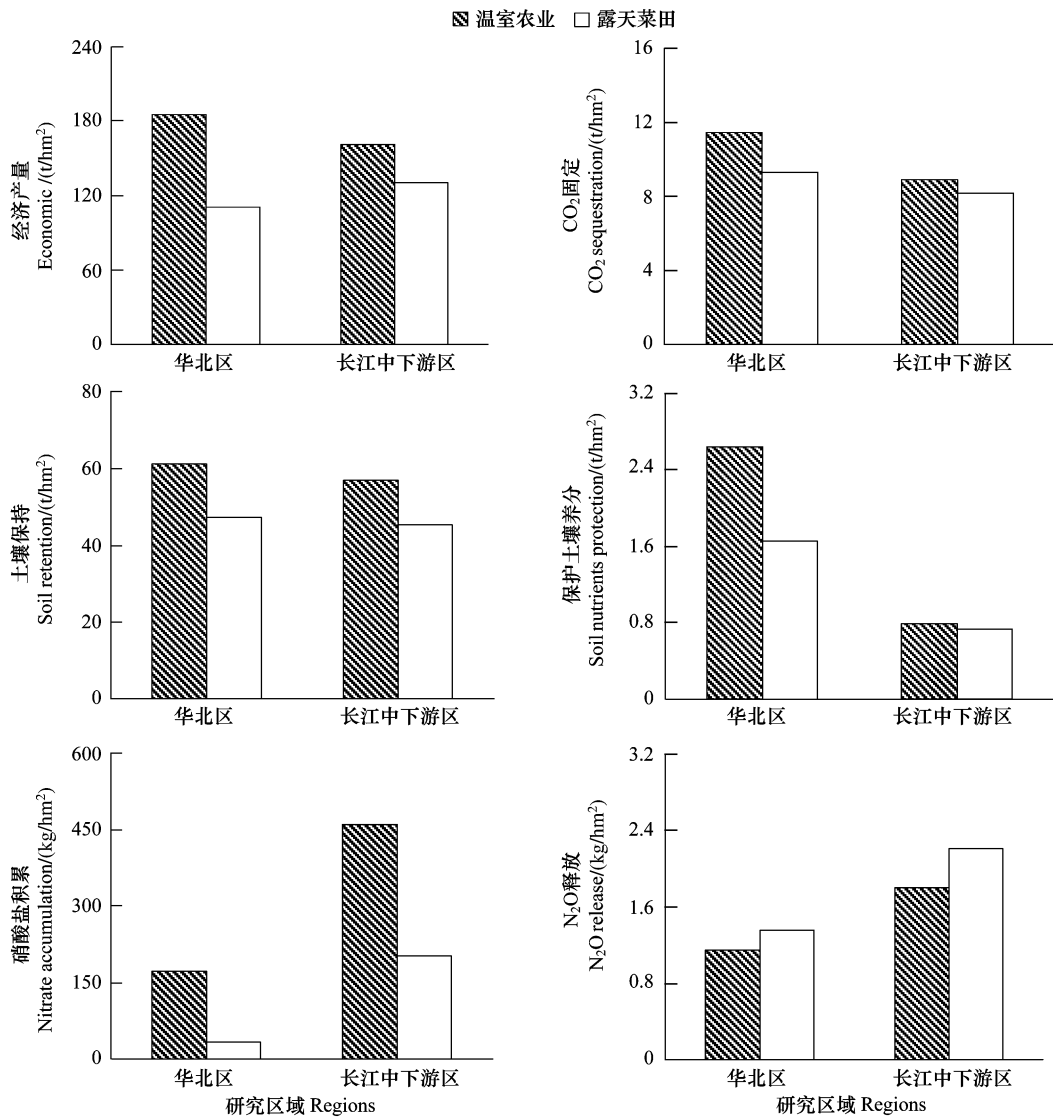 温室农业 露天菜田
240
180
120
60
0
经济产量
Economic /(t/hm²)
华北区 长江中下游区
16
12
8
4
0
CO₂固定
CO₂ sequestration/(t/hm²)
华北区 长江中下游区
80
60
40
20
0
土壤保持
Soil retention/(t/hm²)
华北区 长江中下游区
3.2
2.4
1.6
0.8
0
保护土壤养分
Soil nutrients protection/(t/hm²)
华北区 长江中下游区
600
450
300
150
0
硝酸盐积累
Nitrate accumulation/(kg/hm²)
华北区 长江中下游区
研究区域 Regions
3.2
2.4
1.6
0.8
0
N₂O释放
N₂O release/(kg/hm²)
华北区 长江中下游区
研究区域 Regions